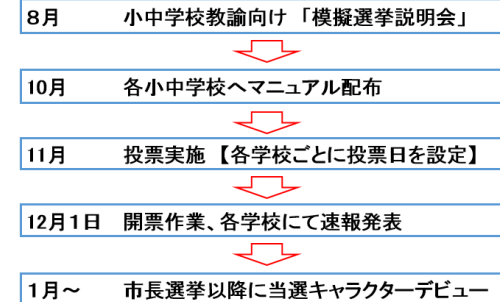 8月 小中学校教諭向け 「模擬選挙説明会」
10月 各小中学校へマニュアル配布
11月 投票実施 【各学校ごとに投票日を設定】
12月1日 開票作業、各学校にて速報発表
1月～ 市長選挙以降に当選キャラクターデビュー